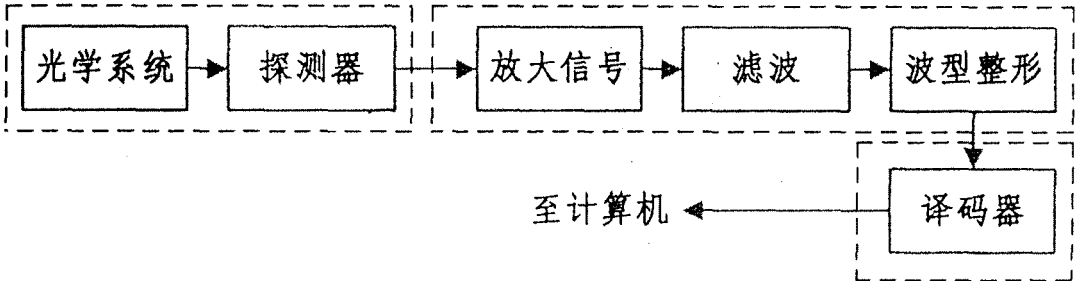 光学系统
探测器
放大信号
滤波
波型整形
译码器
至计算机